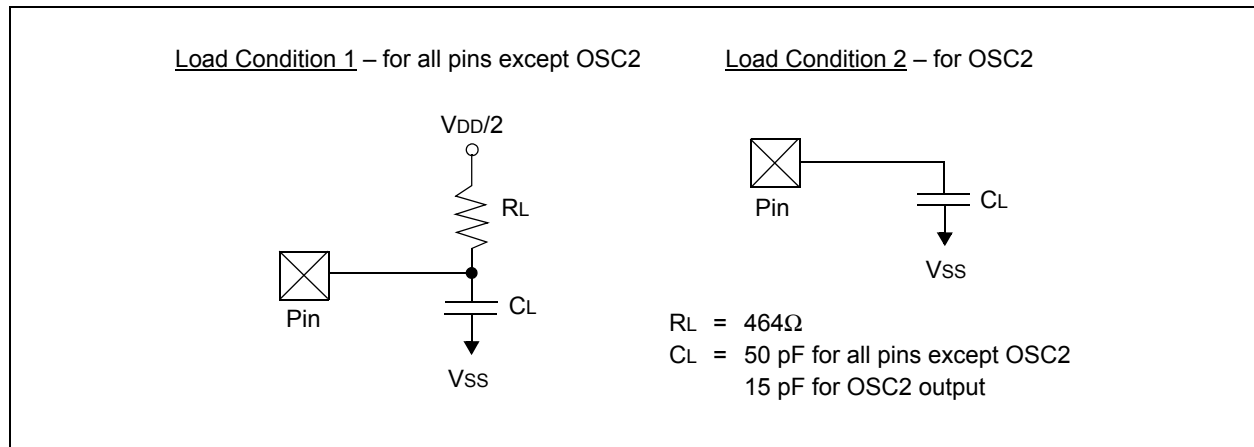 Load Condition 1 – for all pins except OSC2
VDD/2
RL
Pin
CL
VSS
Load Condition 2 – for OSC2
Pin
CL
VSS
RL = 464Ω
CL = 50 pF for all pins except OSC2
15 pF for OSC2 output